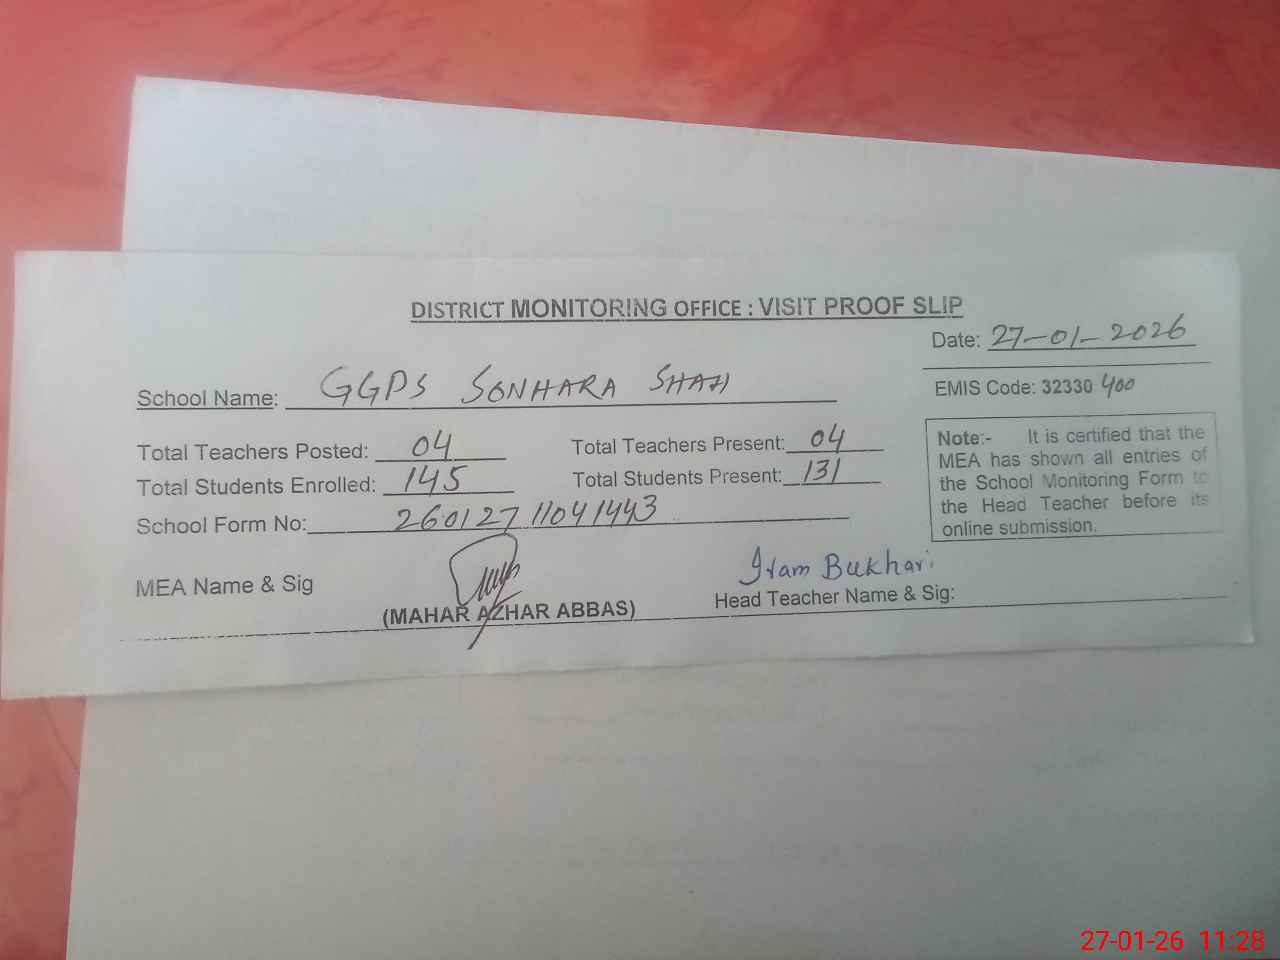 DISTRICT MONITORING OFFICE : VISIT PROOF SLIP
Date: 27-01-2026
School Name: GGPS SONHARA SHAH
EMIS Code: 32330 400
Total Teachers Posted: 04 Total Teachers Present: 04
Total Students Enrolled: 145 Total Students Present: 131
School Form No: 260127 11041443
Note:- It is certified that the
MEA has shown all entries of
the School Monitoring Form to
the Head Teacher before its
online submission.
MEA Name & Sig
(MAHAR AZHAR ABBAS)
Iram Bukhari
Head Teacher Name & Sig:
27-01-26 11:28